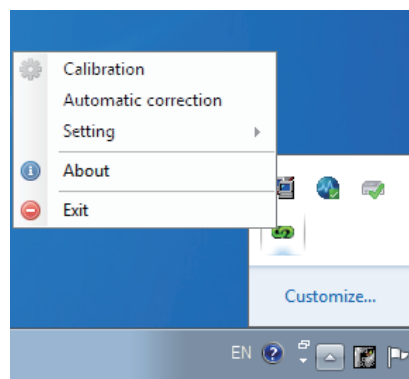 Calibration
Automatic correction
Setting
About
Exit
Customize...
EN